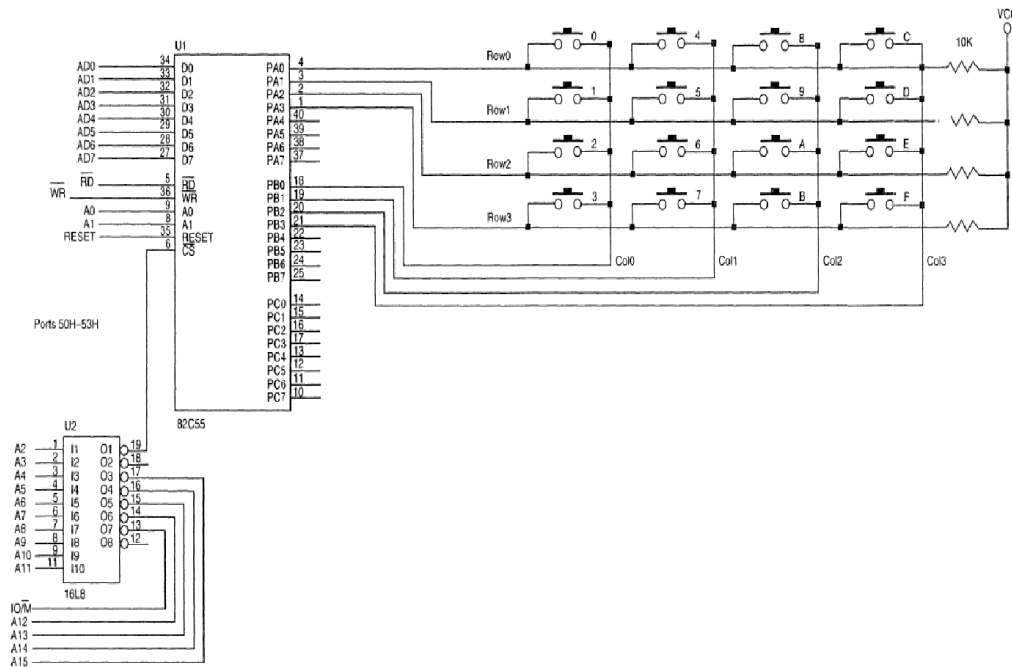 VCC
0 4 B C
10K
U1
Row0
AD0 34 D0 PA0 4
AD1 33 D1 PA1 3
AD2 32 D2 PA2 2
AD3 31 D3 PA3 1
AD4 30 D4 PA4 40
AD5 29 D5 PA5 39
AD6 28 D6 PA6 38
AD7 27 D7 PA7 37
1 5 9 D
Row1
2 6 A E
Row2
3 7 B F
Row3
RD 5 RD PB0 18
WR 36 WR PB1 19
A0 9 A0 PB2 20
A1 8 A1 PB3 21
RESET 35 RESET PB4 22
6 CS PB5 23
PB6 24
PB7 25
Col0 Col1 Col2 Col3
PC0 14
PC1 15
PC2 16
PC3 17
PC4 13
PC5 12
PC6 11
PC7 10
Ports 50H-53H
82C55
U2
A2 1 I1 O1 19
A3 2 I2 O2 18
A4 3 I3 O3 17
A5 4 I4 O4 16
A6 5 I5 O5 15
A7 6 I6 O6 14
A8 7 I7 O7 13
A9 8 I8 O8 12
A10 9 I9
A11 11 I10
16L8
IO/M
A12
A13
A14
A15